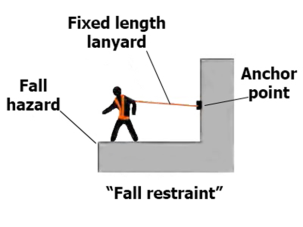 Fixed length
lanyard
Anchor
point
Fall
hazard
“Fall restraint”